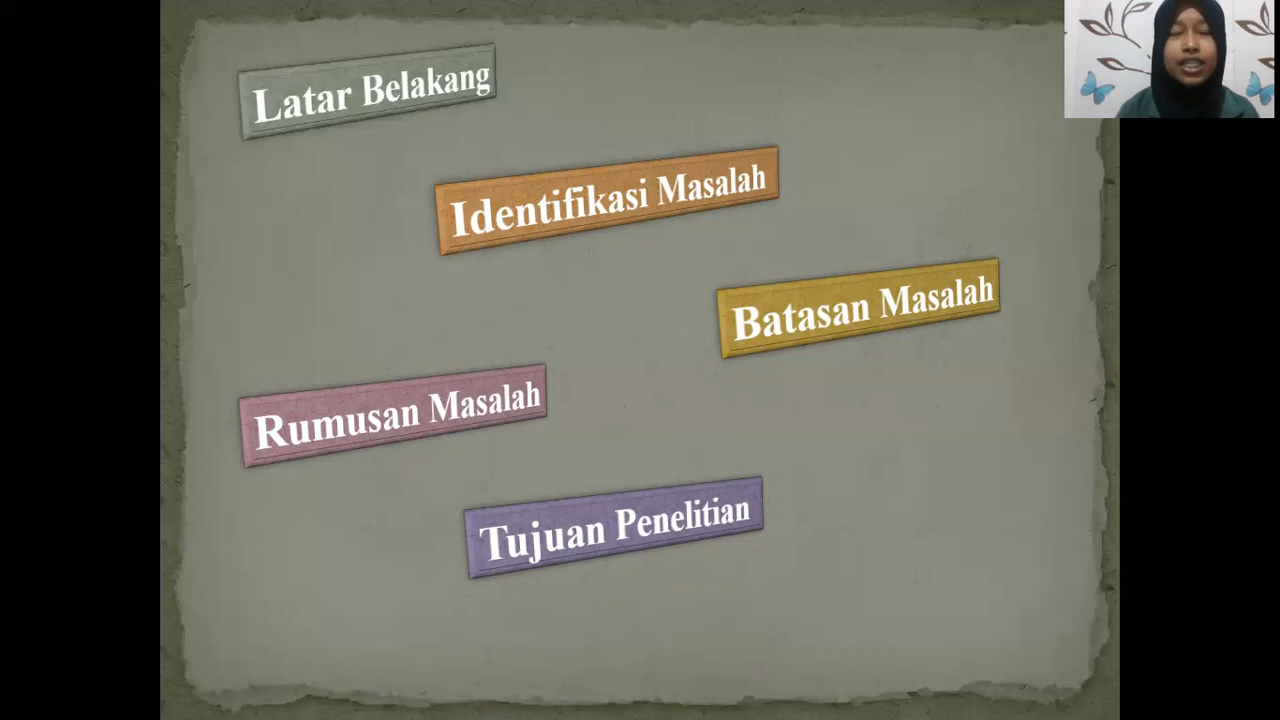 Latar Belakang
Identifikasi Masalah
Batasan Masalah
Rumusan Masalah
Tujuan Penelitian